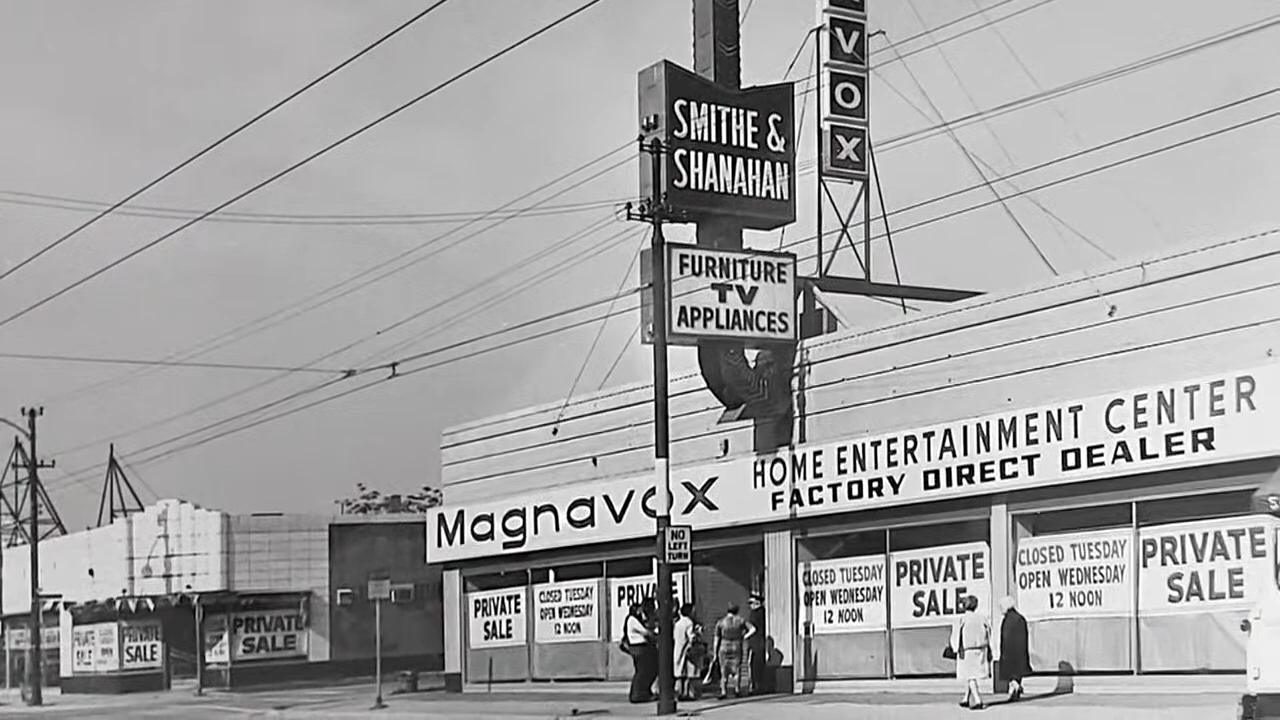 VOX
SMITHE &
SHANAHAN
FURNITURE
TV
APPLIANCES
Magnavox
HOME ENTERTAINMENT CENTER
FACTORY DIRECT DEALER
NO
LEFT
TURN
PRIVATE
SALE
CLOSED TUESDAY
OPEN WEDNESDAY
12 NOON
CLOSED TUESDAY
OPEN WEDNESDAY
12 NOON
PRIVATE
SALE
CLOSED TUESDAY
OPEN WEDNESDAY
12 NOON
PRIVATE
SALE
PRIVATE
SALE
PRIVATE
SALE